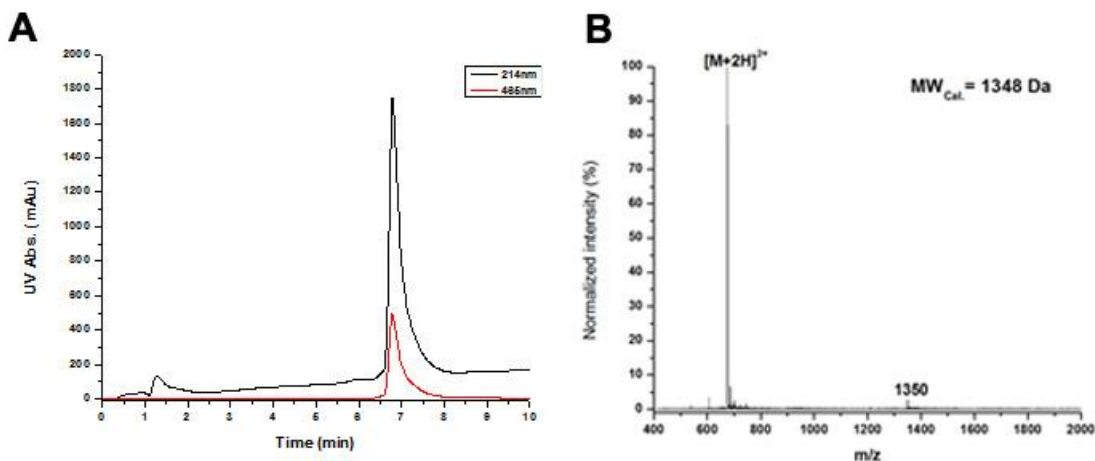 A
2000
1800
1600
1400
1200
1000
800
600
400
200
0
UV Abs. (mAu)
214nm
465nm
0 1 2 3 4 5 6 7 8 9 10
Time (min)
B
[M+2H]2+
MWCal.= 1348 Da
100
90
80
70
60
50
40
30
20
10
0
Normalized intensity (%)
1350
400 600 800 1000 1200 1400 1600 1800 2000
m/z